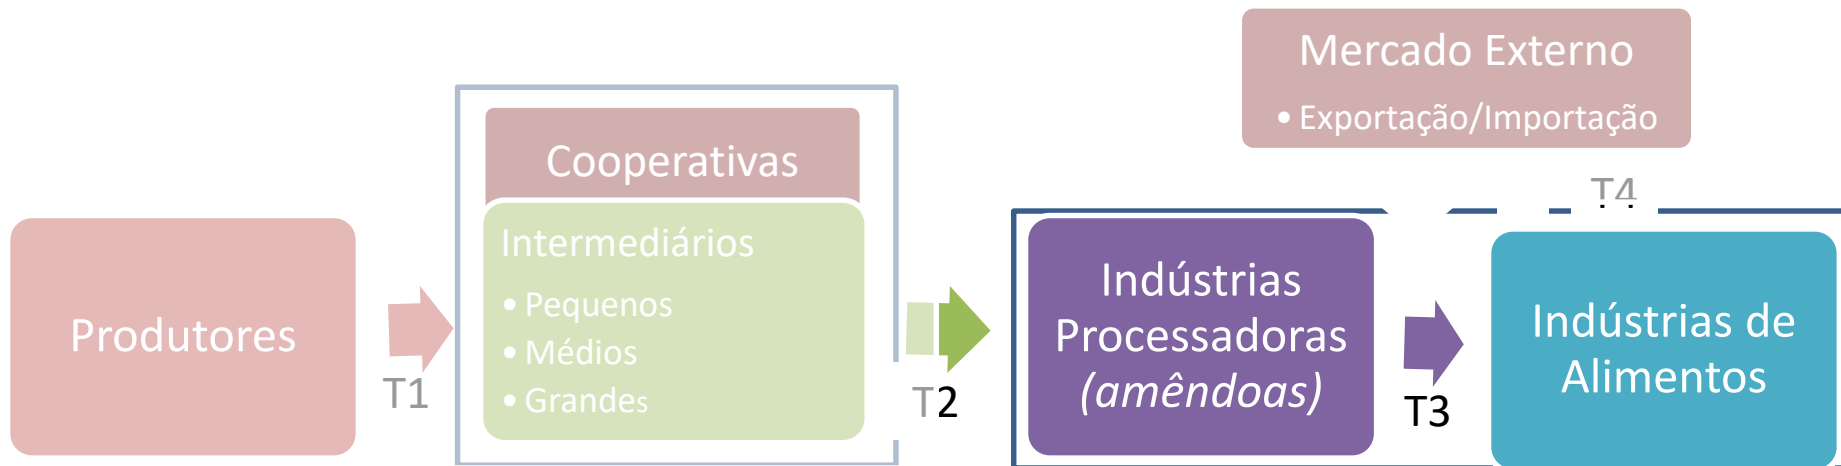 Mercado Externo
• Exportação/Importação
Cooperativas
T4
Intermediários
• Pequenos
• Médios
• Grandes
Produtores
T1
T2
Indústrias
Processadoras
(amêndoas)
T3
Indústrias de
Alimentos